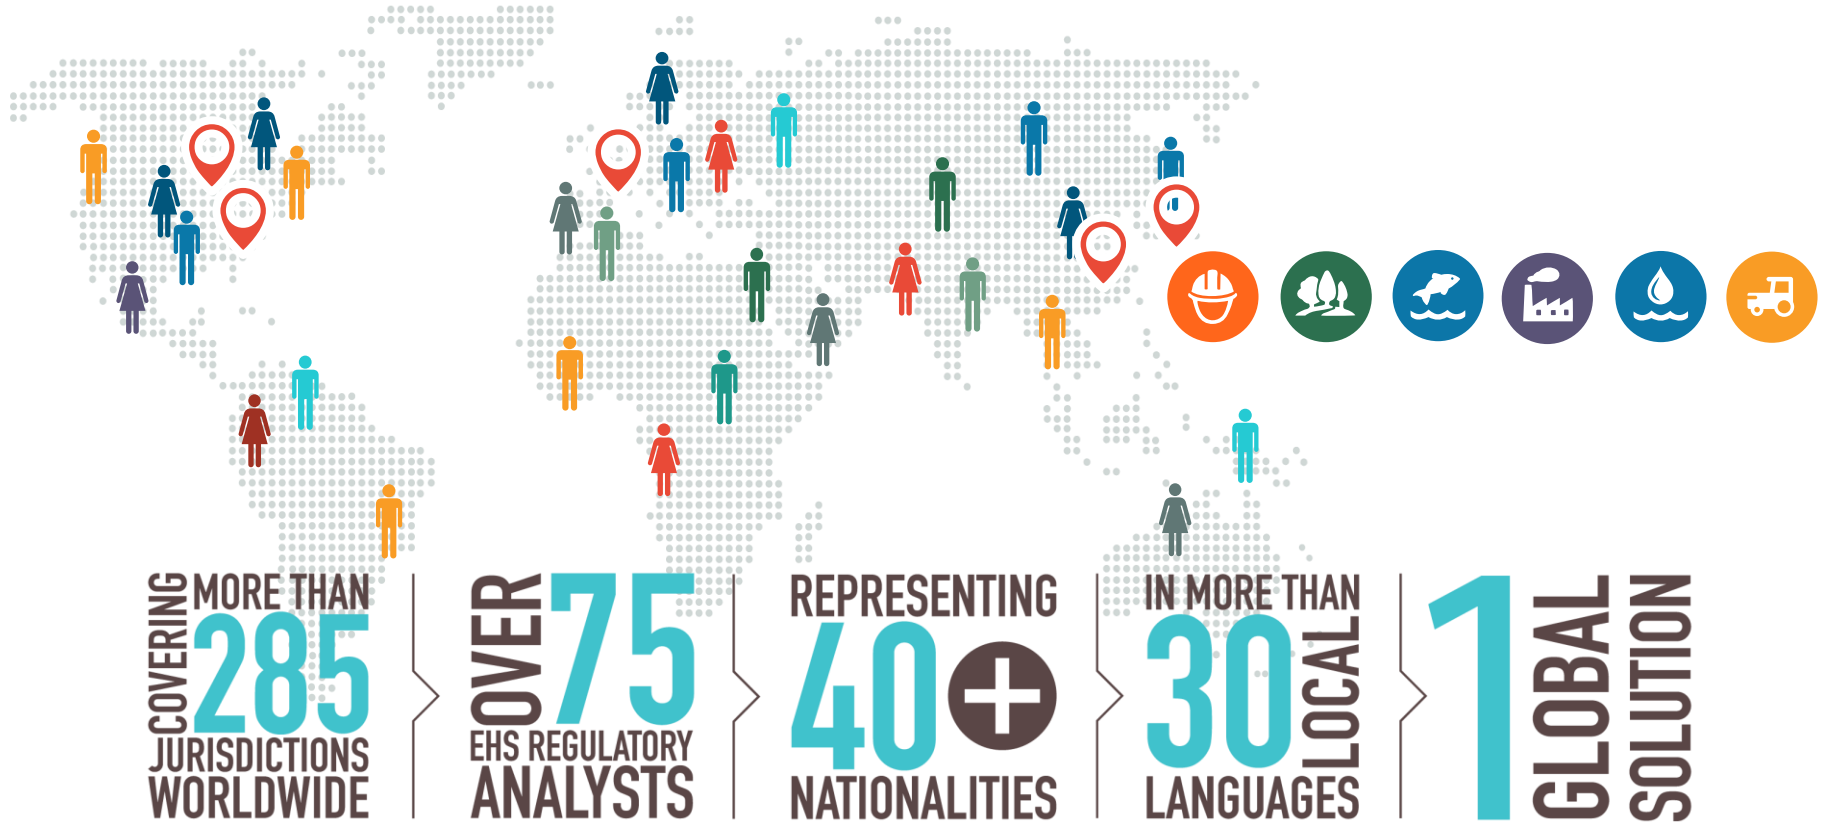 COVERING
MORE THAN
285
JURISDICTIONS
WORLDWIDE
OVER
75
EHS REGULATORY
ANALYSTS
REPRESENTING
40+
NATIONALITIES
IN MORE THAN
30
LOCAL
LANGUAGES
1
GLOBAL
SOLUTION